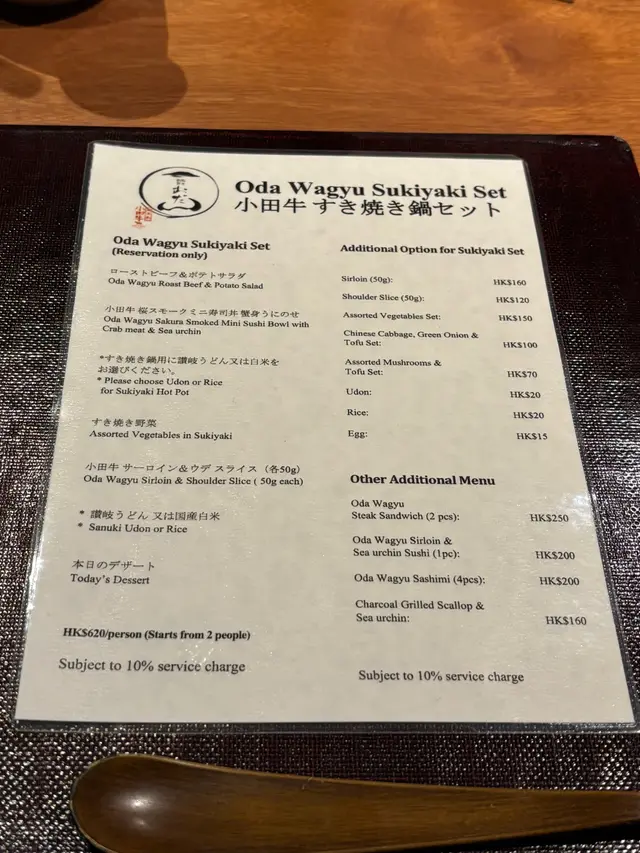 おだ
小田牛
Oda Wagyu Sukiyaki Set
小田牛 すき焼き鍋セット
Oda Wagyu Sukiyaki Set
(Reservation only)
ローストビーフ&ポテトサラダ
Oda Wagyu Roast Beef & Potato Salad
小田牛 桜スモークミニ寿司丼 蟹身うにのせ
Oda Wagyu Sakura Smoked Mini Sushi Bowl with
Crab meat & Sea urchin
*すき焼き鍋用に讃岐うどん又は白米を
お選びください。
* Please choose Udon or Rice
for Sukiyaki Hot Pot
すき焼き野菜
Assorted Vegetables in Sukiyaki
小田牛 サーロイン&ウデ スライス（各50g）
Oda Wagyu Sirloin & Shoulder Slice ( 50g each)
* 讃岐うどん 又は国産白米
* Sanuki Udon or Rice
本日のデザート
Today's Dessert
HK$620/person (Starts from 2 people)
Subject to 10% service charge
Additional Option for Sukiyaki Set
Sirloin (50g): HK$160
Shoulder Slice (50g): HK$120
Assorted Vegetables Set: HK$150
Chinese Cabbage, Green Onion &
Tofu Set: HK$100
Assorted Mushrooms &
Tofu Set: HK$70
Udon: HK$20
Rice: HK$20
Egg: HK$15
Other Additional Menu
Oda Wagyu
Steak Sandwich (2 pcs): HK$250
Oda Wagyu Sirloin &
Sea urchin Sushi (1pc): HK$200
Oda Wagyu Sashimi (4pcs): HK$200
Charcoal Grilled Scallop &
Sea urchin: HK$160
Subject to 10% service charge